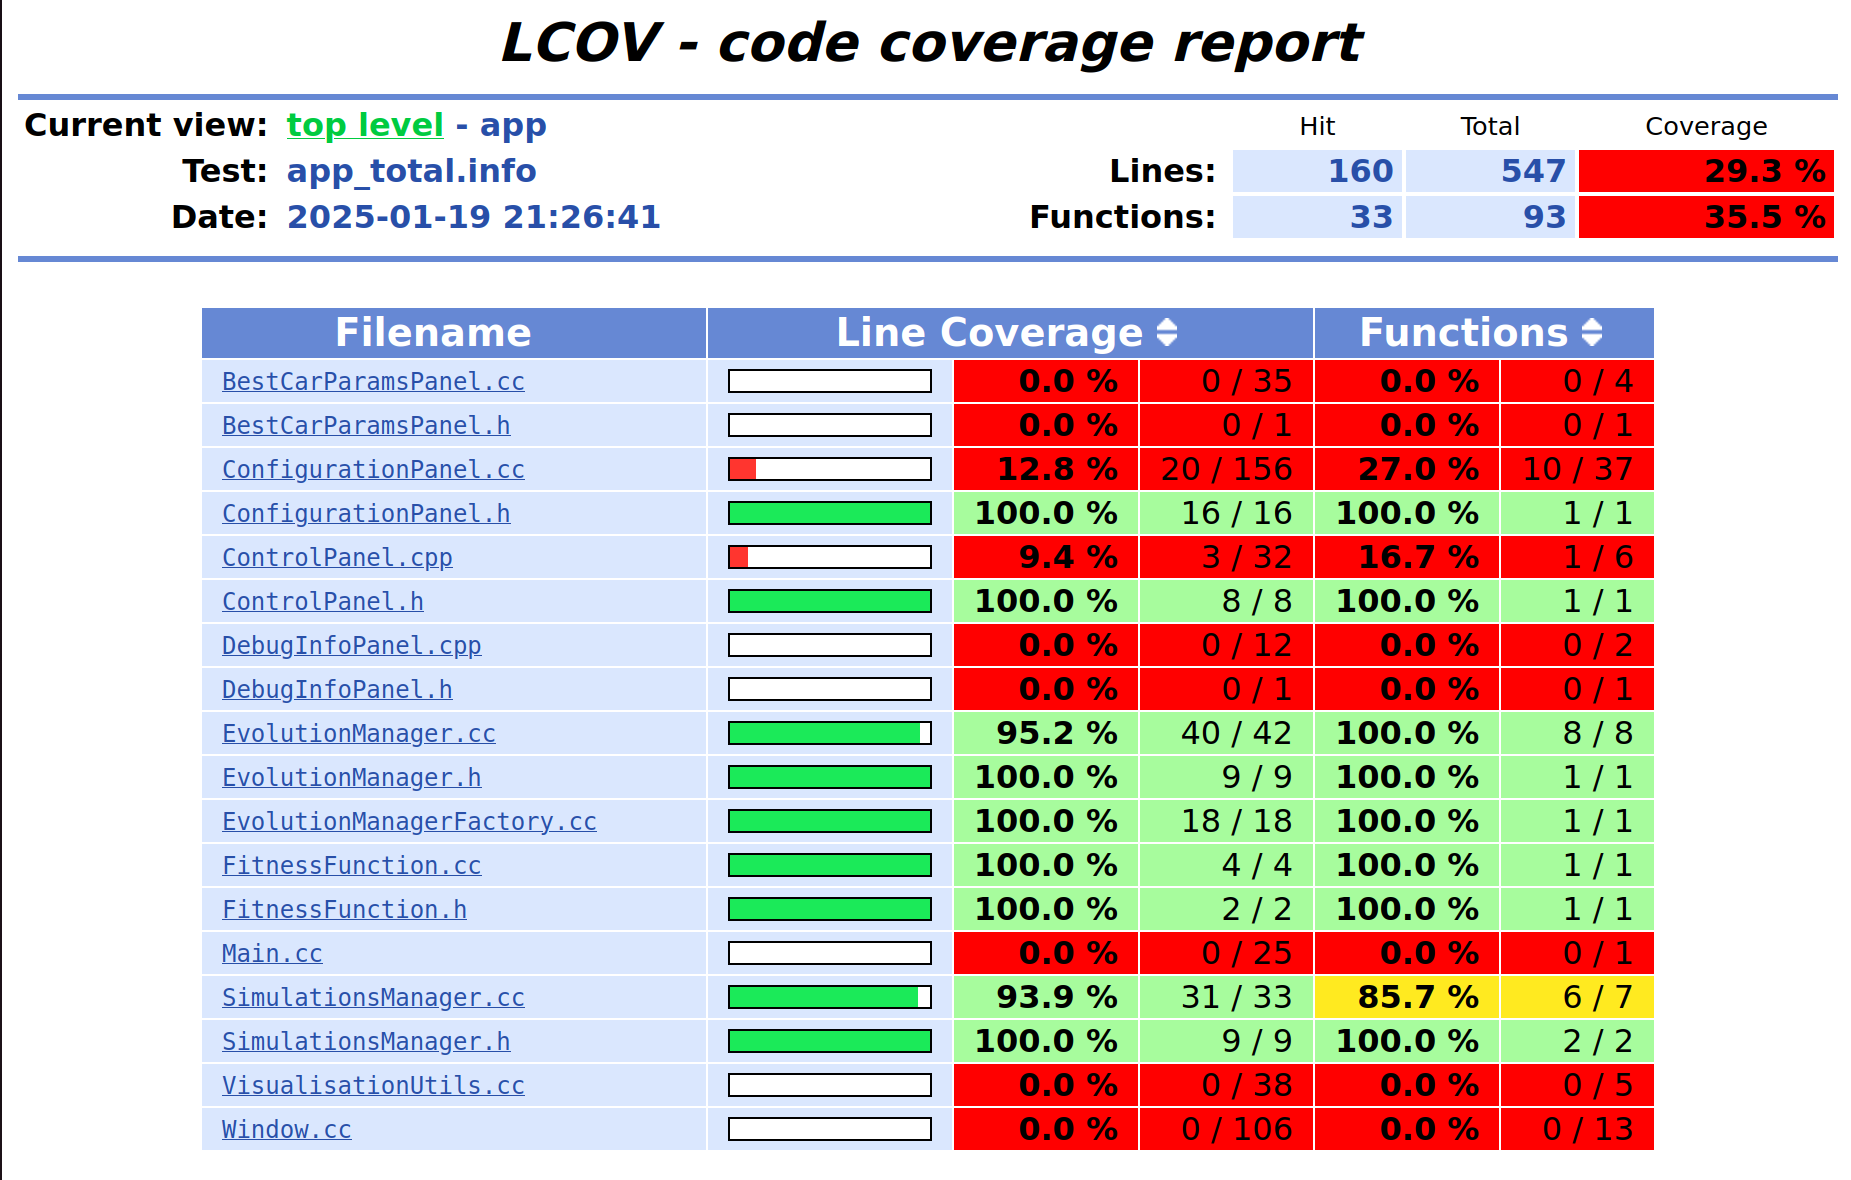 LCOV - code coverage report
Current view: top level - app Hit Total Coverage
Test: app_total.info Lines: 160 547 29.3 %
Date: 2025-01-19 21:26:41 Functions: 33 93 35.5 %
Filename Line Coverage Functions
BestCarParamsPanel.cc 0.0 % 0 / 35 0.0 % 0 / 4
BestCarParamsPanel.h 0.0 % 0 / 1 0.0 % 0 / 1
ConfigurationPanel.cc 12.8 % 20 / 156 27.0 % 10 / 37
ConfigurationPanel.h 100.0 % 16 / 16 100.0 % 1 / 1
ControlPanel.cpp 9.4 % 3 / 32 16.7 % 1 / 6
ControlPanel.h 100.0 % 8 / 8 100.0 % 1 / 1
DebugInfoPanel.cpp 0.0 % 0 / 12 0.0 % 0 / 2
DebugInfoPanel.h 0.0 % 0 / 1 0.0 % 0 / 1
EvolutionManager.cc 95.2 % 40 / 42 100.0 % 8 / 8
EvolutionManager.h 100.0 % 9 / 9 100.0 % 1 / 1
EvolutionManagerFactory.cc 100.0 % 18 / 18 100.0 % 1 / 1
FitnessFunction.cc 100.0 % 4 / 4 100.0 % 1 / 1
FitnessFunction.h 100.0 % 2 / 2 100.0 % 1 / 1
Main.cc 0.0 % 0 / 25 0.0 % 0 / 1
SimulationsManager.cc 93.9 % 31 / 33 85.7 % 6 / 7
SimulationsManager.h 100.0 % 9 / 9 100.0 % 2 / 2
VisualisationUtils.cc 0.0 % 0 / 38 0.0 % 0 / 5
Window.cc 0.0 % 0 / 106 0.0 % 0 / 13